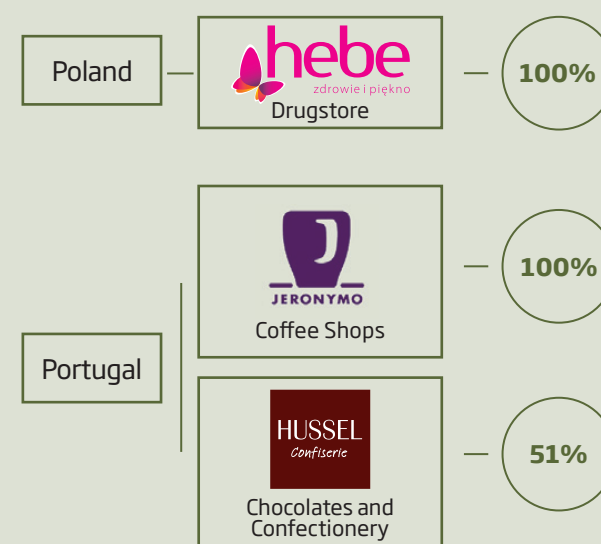 Poland
hebe
zdrowie i piękno
Drugstore
100%
Portugal
J
JERONYMO
Coffee Shops
100%
HUSSEL
Confiserie
Chocolates and
Confectionery
51%